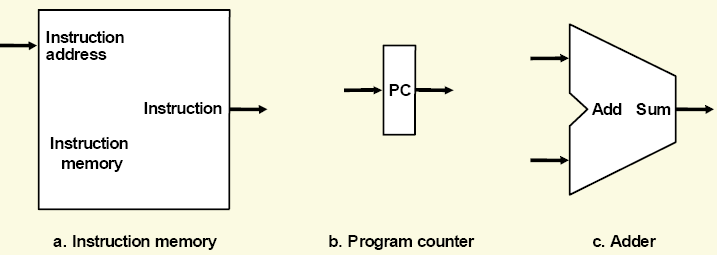 Instruction
address
Instruction
Instruction
memory
PC
Add Sum
a. Instruction memory
b. Program counter
c. Adder